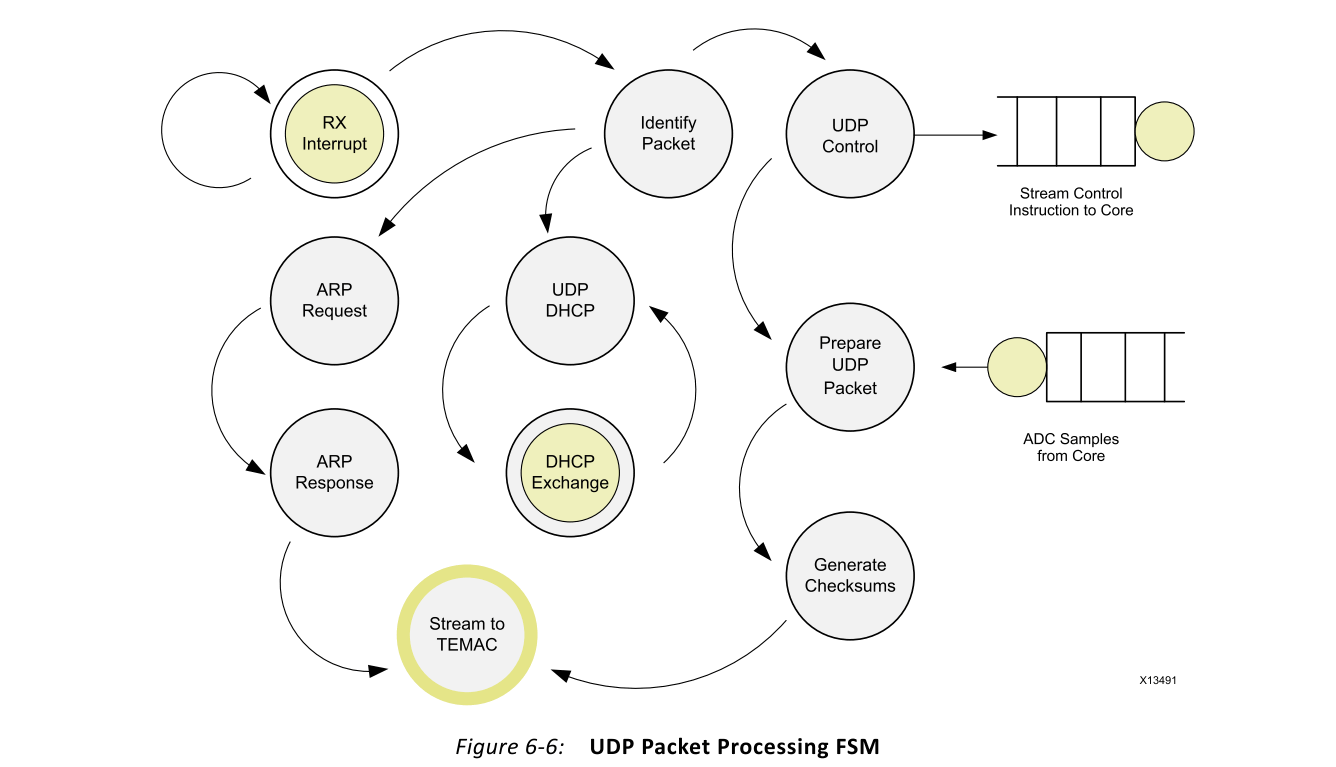 RX
Interrupt
Identify
Packet
UDP
Control
Stream Control
Instruction to Core
ARP
Request
UDP
DHCP
Prepare
UDP
Packet
ADC Samples
from Core
ARP
Response
DHCP
Exchange
Generate
Checksums
Stream to
TEMAC
X13491
Figure 6-6: UDP Packet Processing FSM